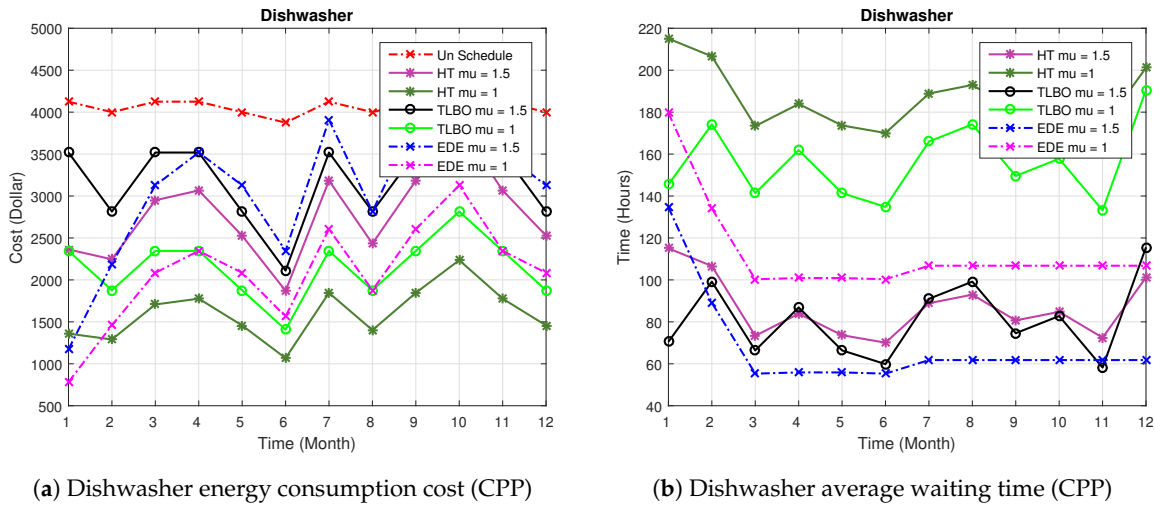 Dishwasher
5000
4500
4000
3500
3000
2500
2000
1500
1000
500
Cost (Dollar)
Un Schedule
HT mu = 1.5
HT mu = 1
TLBO mu = 1.5
TLBO mu = 1
EDE mu = 1.5
EDE mu = 1
1 2 3 4 5 6 7 8 9 10 11 12
Time (Month)
(a) Dishwasher energy consumption cost (CPP)
Dishwasher
220
200
180
160
140
120
100
80
60
40
Time (Hours)
HT mu = 1.5
HT mu =1
TLBO mu = 1.5
TLBO mu = 1
EDE mu = 1.5
EDE mu = 1
1 2 3 4 5 6 7 8 9 10 11 12
Time (Month)
(b) Dishwasher average waiting time (CPP)